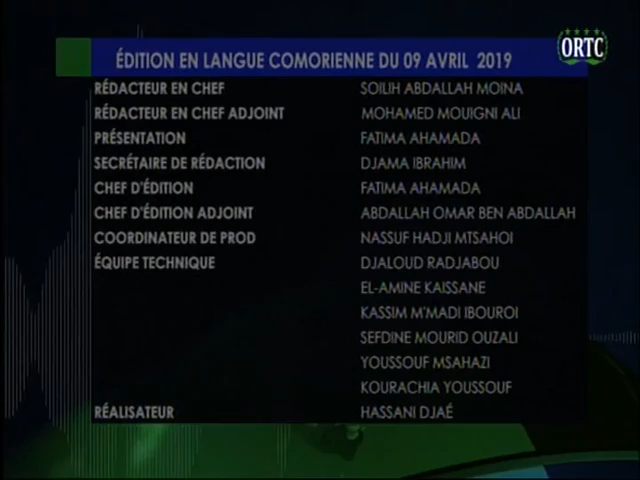 ORTC
ÉDITION EN LANGUE COMORIENNE DU 09 AVRIL 2019
RÉDACTEUR EN CHEF SOILIH ABDALLAH MOINA
RÉDACTEUR EN CHEF ADJOINT MOHAMED MOUIGNI ALI
PRÉSENTATION FATIMA AHAMADA
SECRÉTAIRE DE RÉDACTION DJAMA IBRAHIM
CHEF D'ÉDITION FATIMA AHAMADA
CHEF D'ÉDITION ADJOINT ABDALLAH OMAR BEN ABDALLAH
COORDINATEUR DE PROD NASSUF HADJI MTSAHOI
ÉQUIPE TECHNIQUE DJALOUD RADJABOU
EL-AMINE KAISSANE
KASSIM M'MADI IBOUROI
SEFDINE MOURID OUZALI
YOUSSOUF MSAHAZI
KOURACHIA YOUSSOUF
RÉALISATEUR HASSANI DJAÉ